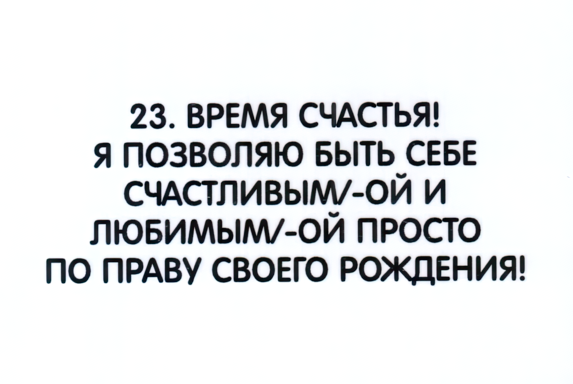 23. ВРЕМЯ СЧАСТЬЯ!
Я ПОЗВОЛЯЮ БЫТЬ СЕБЕ
СЧАСТЛИВЫМ/-ОЙ И
ЛЮБИМЫМ/-ОЙ ПРОСТО
ПО ПРАВУ СВОЕГО РОЖДЕНИЯ!